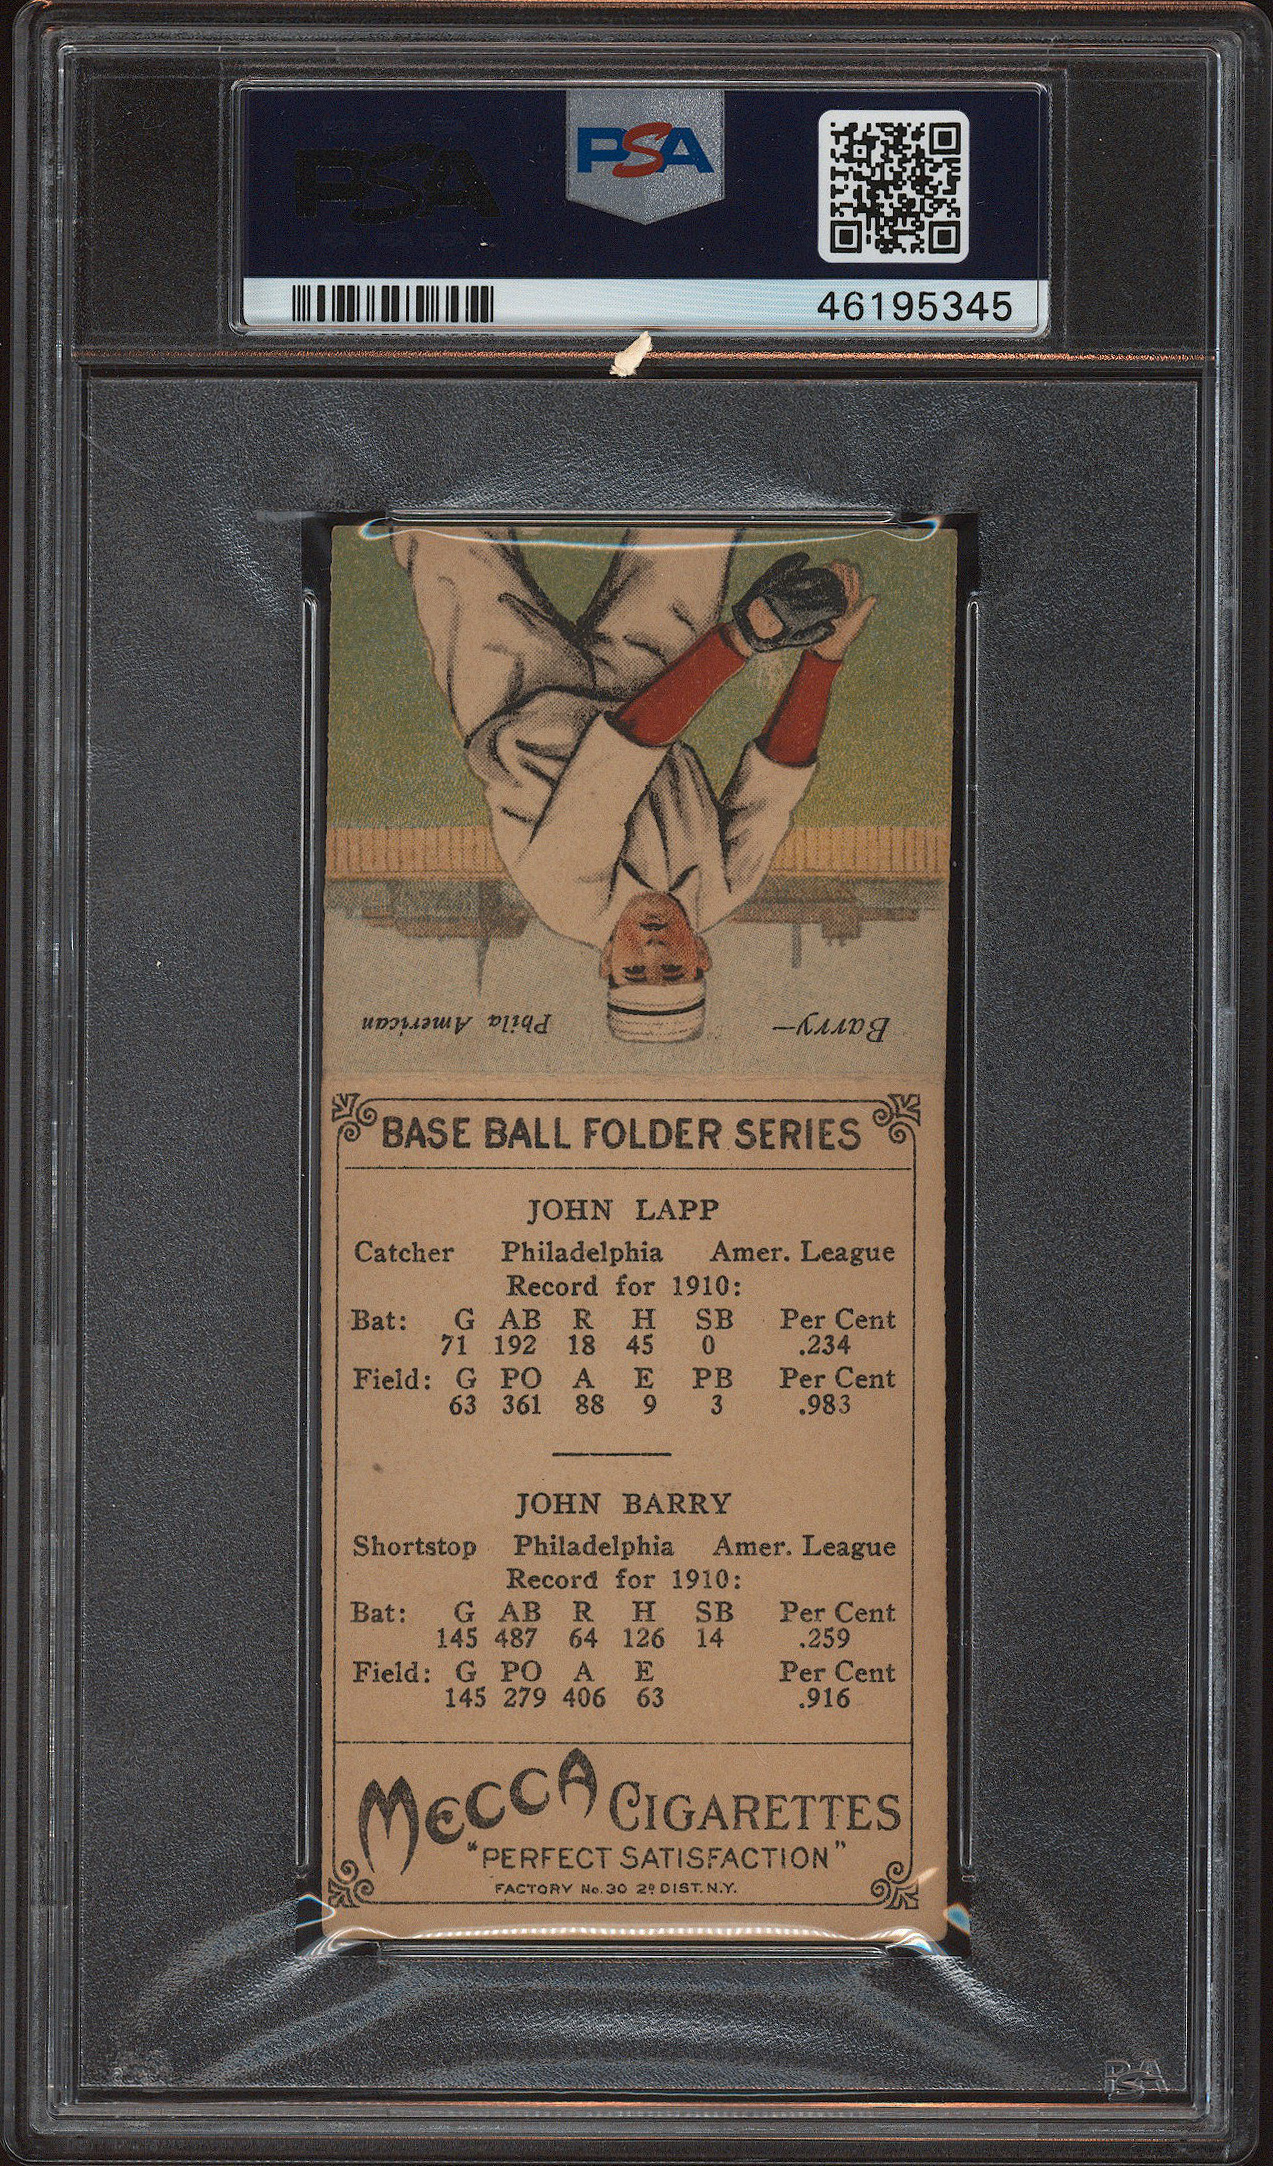 PSA
PSA
46195345
Barry—
Phila American
BASE BALL FOLDER SERIES
JOHN LAPP
Catcher Philadelphia Amer. League
Record for 1910:
Bat: G AB R H SB Per Cent
71 192 18 45 0 .234
Field: G PO A E PB Per Cent
63 361 88 9 3 .983
JOHN BARRY
Shortstop Philadelphia Amer. League
Record for 1910:
Bat: G AB R H SB Per Cent
145 487 64 126 14 .259
Field: G PO A E Per Cent
145 279 406 63 .916
MECCA CIGARETTES
"PERFECT SATISFACTION"
FACTORY No. 30 2D DIST. N.Y.
PSA